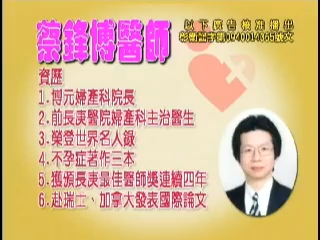 蔡鋒博醫師
以下廣告核准播出
資歷
1.博元婦產科院長
2.前長庚醫院婦產科主治醫生
3.榮登世界名人錄
4.不孕症著作三本
5.獲頒長庚最佳醫師獎連續四年
6.赴瑞士、加拿大發表國際論文